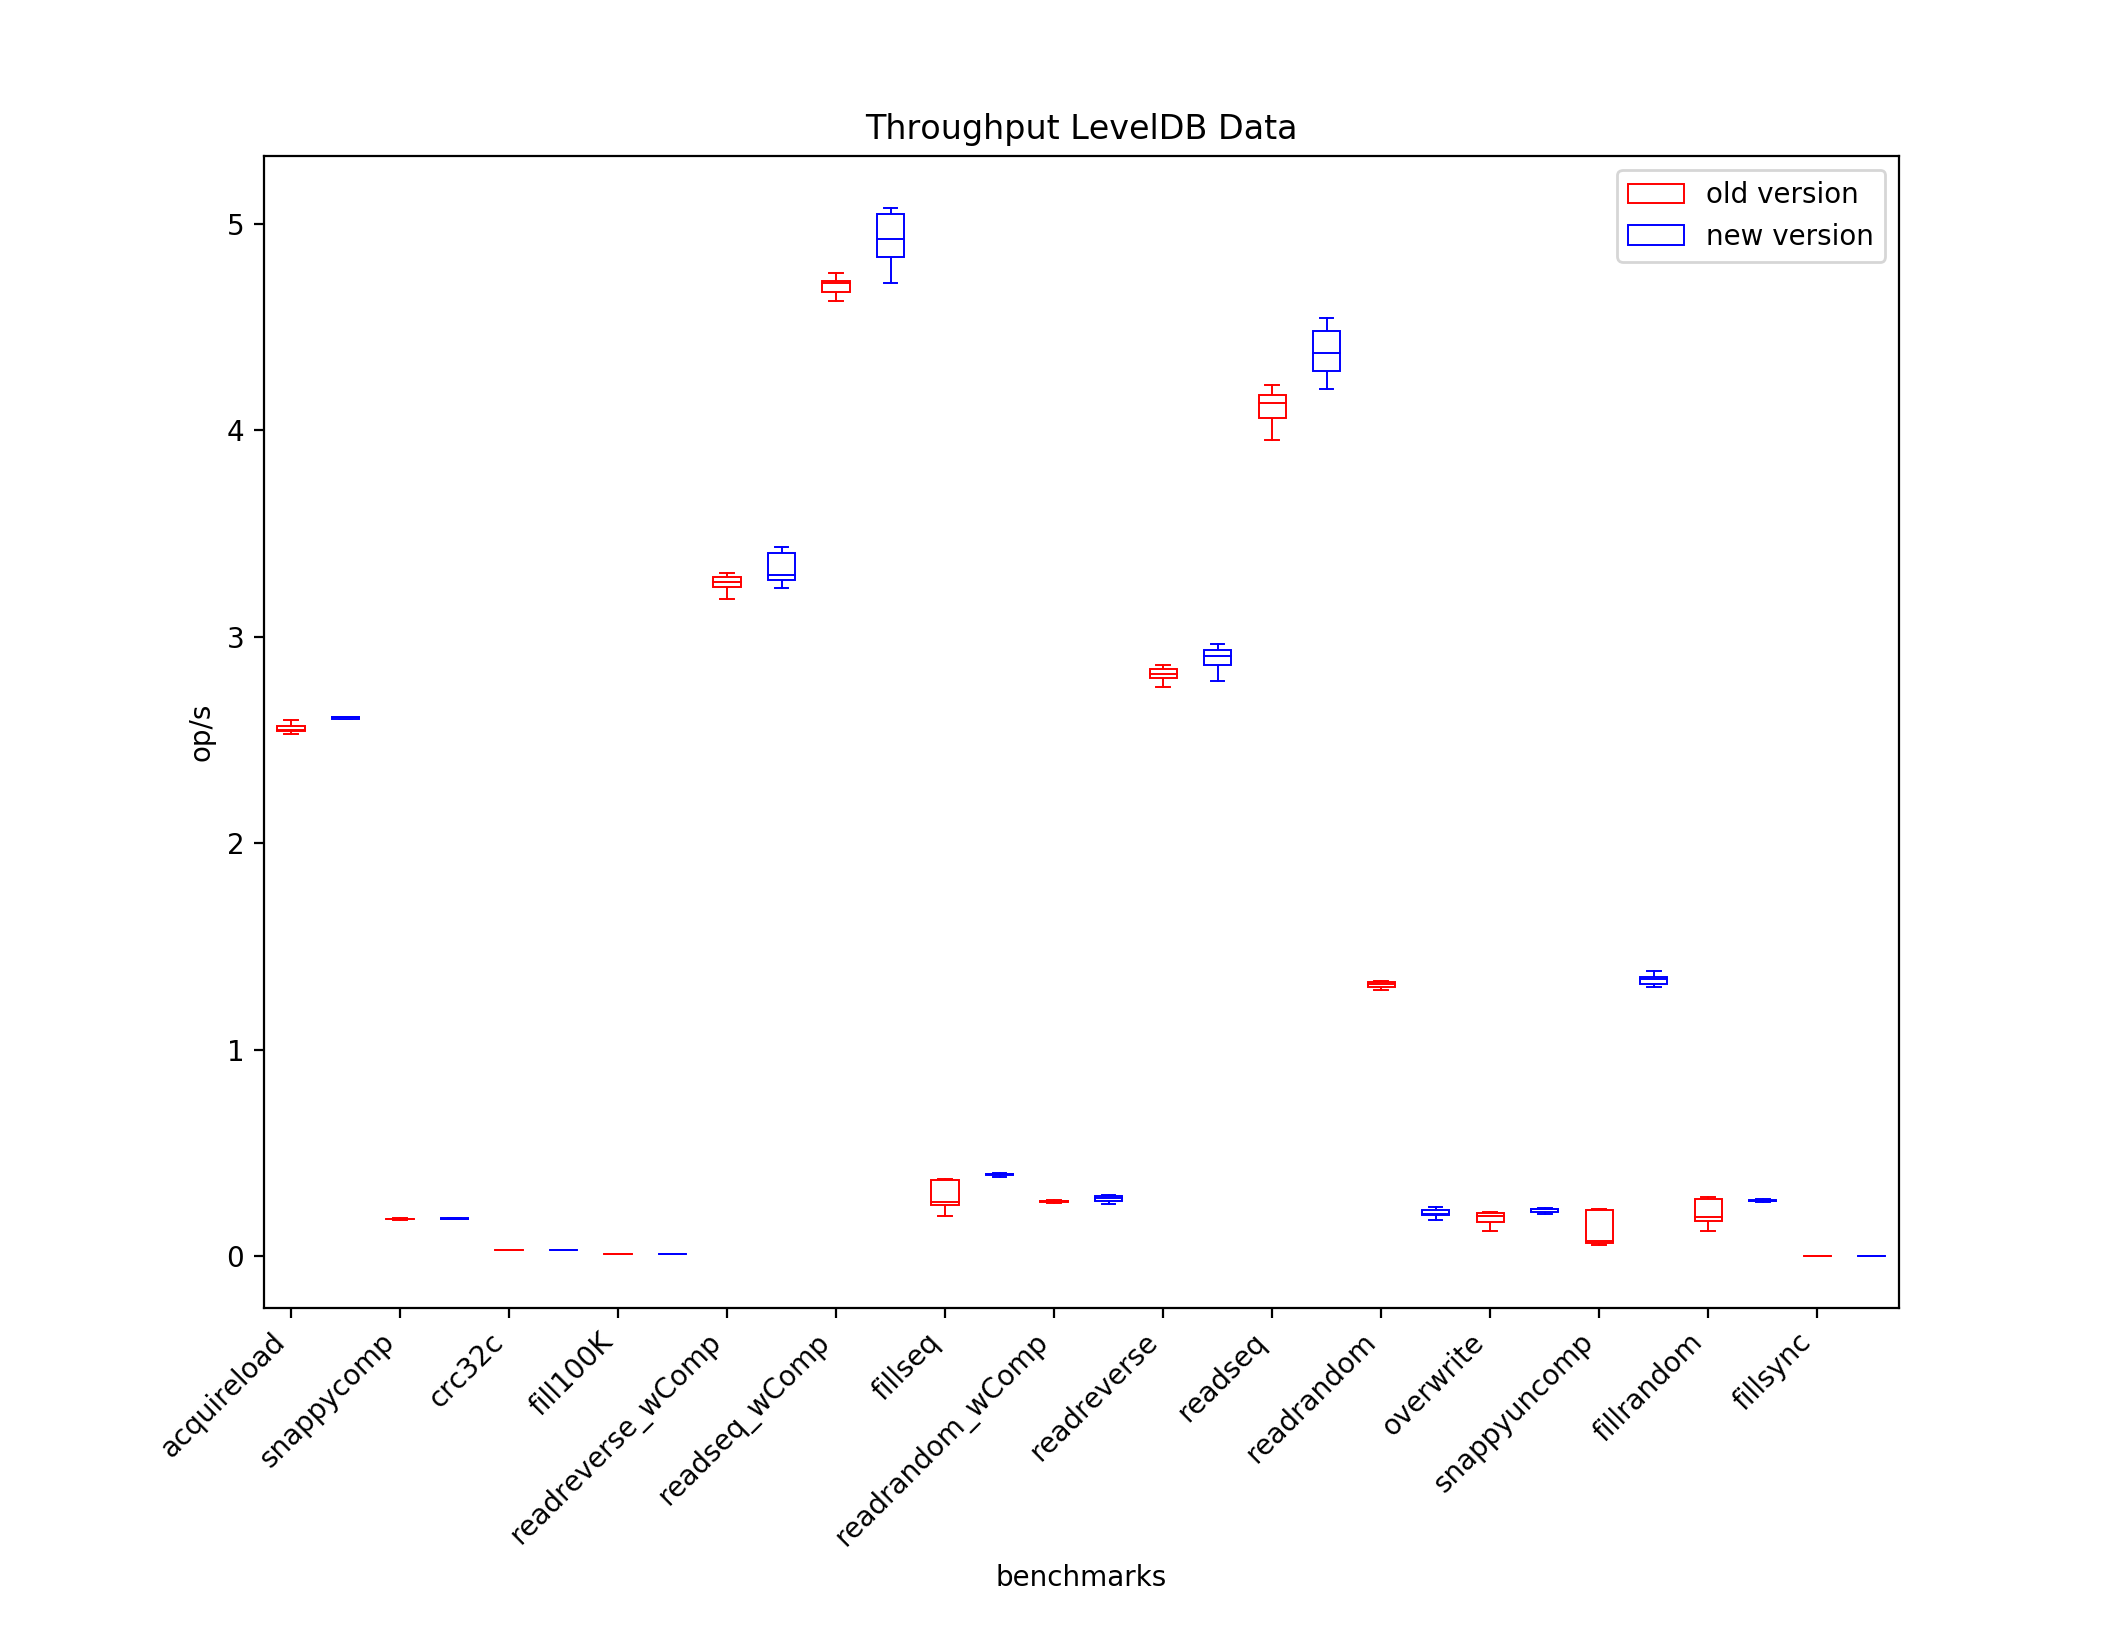 Throughput LevelDB Data
old version
new version
5
4
3
2
1
0
op/s
acquireload
snappycomp
crc32c
fill100K
readreverse_wComp
readseq_wComp
fillseq
readrandom_wComp
readreverse
readseq
readrandom
overwrite
snappyuncomp
fillrandom
fillsync
benchmarks